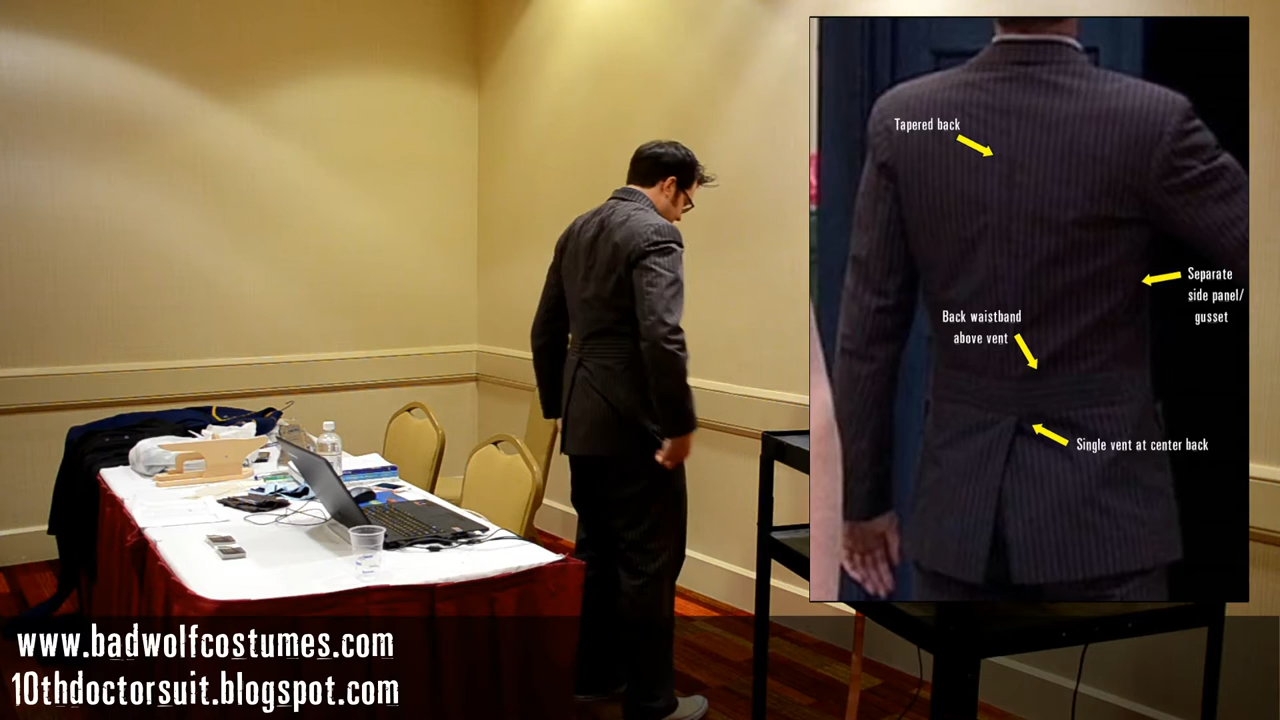 Tapered back
Separate
side panel/
gusset
Back waistband
above vent
Single vent at center back
www.badwolfcostumes.com
10thdoctorsuit.blogspot.com